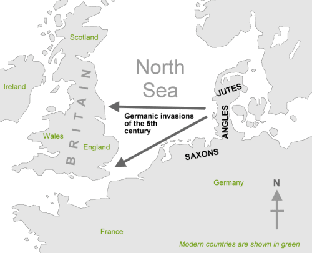 Scotland
North
Sea
Ireland
BRITAIN
JUTES
Germanic invasions
of the 5th
century
ANGLES
Wales
England
SAXONS
Germany
N
France
Modern countries are shown in green